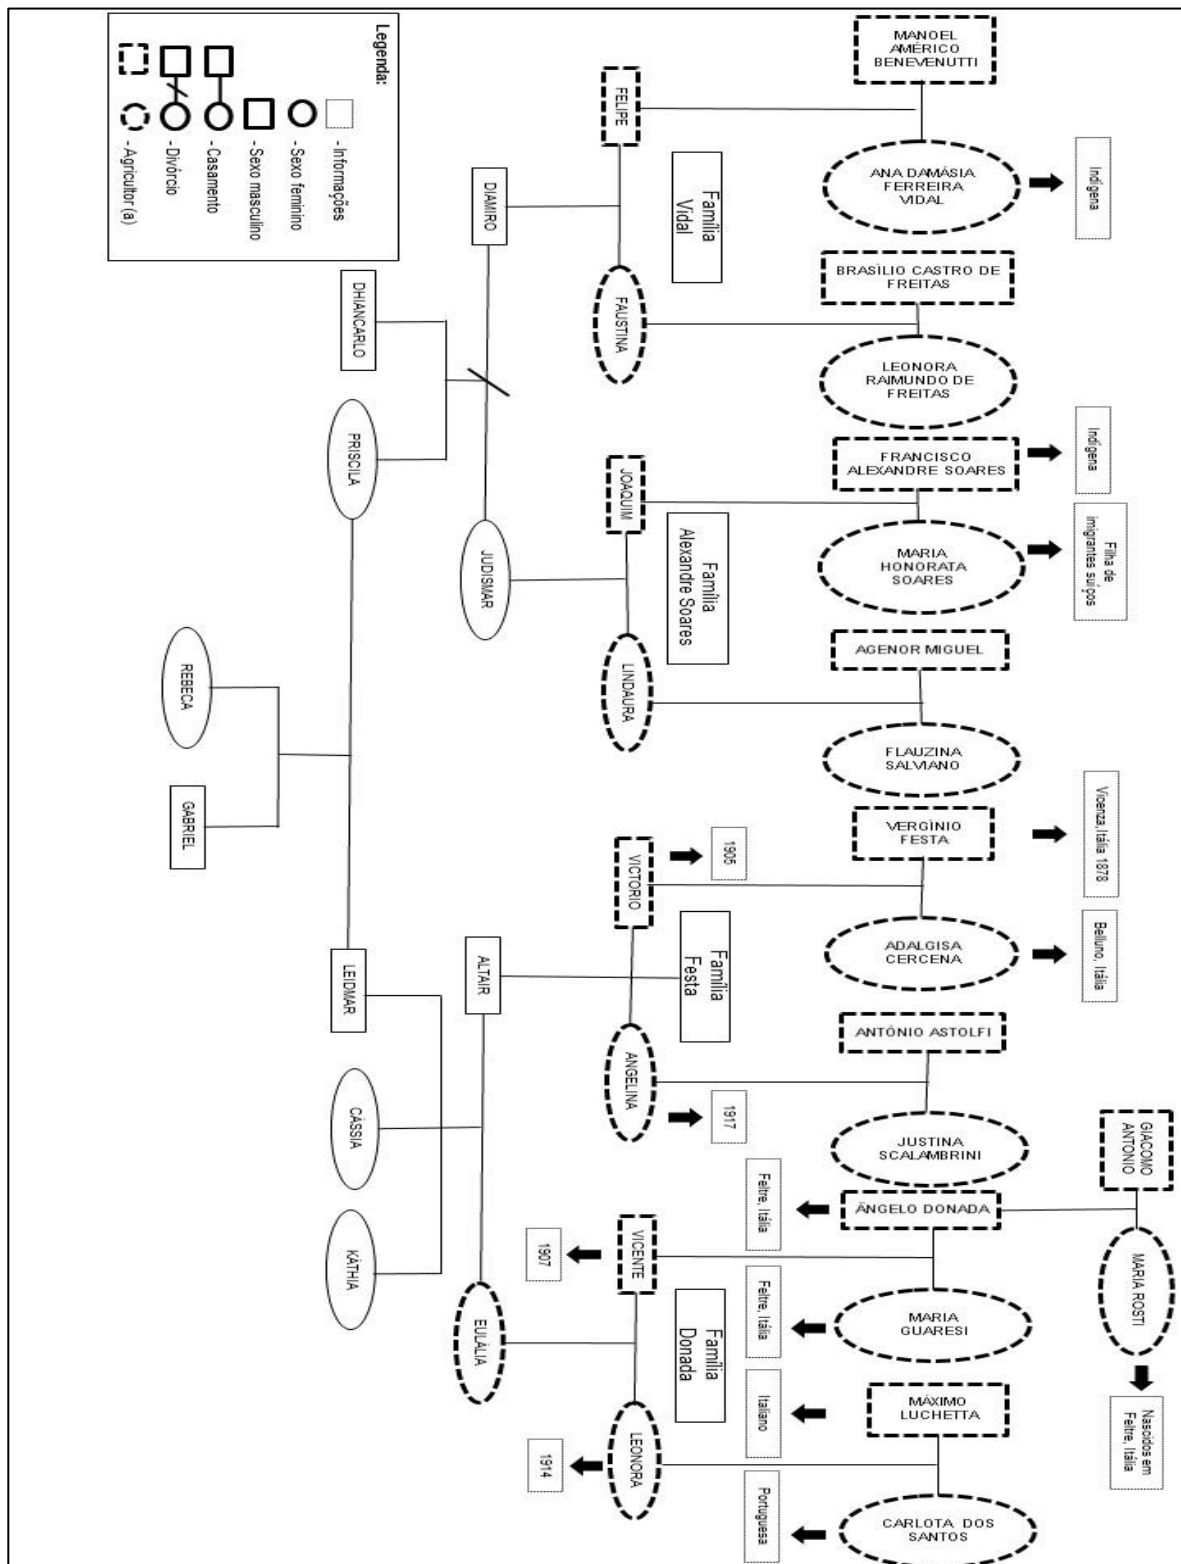 MANOEL
AMÉRICO
BENEVENUTTI
ANA DAMÁSIA
FERREIRA
VIDAL
Indígena
BRASÍLIO CASTRO DE
FREITAS
LEONORA
RAIMUNDO DE
FREITAS
FRANCISCO
ALEXANDRE SOARES
Indígena
MARIA
HONORATA
SOARES
Filha de
imigrantes suíços
AGENOR MIGUEL
FLAUZINA
SALVIANO
VERGÍNIO
FESTA
Vicenza, Itália 1878
ADALGISA
CERCENA
Belluno, Itália
ANTÔNIO ASTOLFI
JUSTINA
SCALAMBRINI
GIACOMO
ANTONIO
MARIA ROSTI
Nascidos em
Feltre, Itália
ÂNGELO DONADA
Feltre, Itália
MARIA
GUARESI
Feltre, Itália
MÁXIMO
LUCHETTA
Italiano
CARLOTA DOS
SANTOS
Portuguesa
FELIPE
Família
Vidal
FAUSTINA
JOAQUIM
Família
Alexandre Soares
LINDAURA
VICTORIO
1905
Família
Festa
ANGELINA
1917
VICENTE
1907
Família
Donada
LEONORA
1914
DIAMIRO
JUDISMAR
ALTAIR
EULÁLIA
DHIANCARLO
PRISCILA
LEIDMAR
CÁSSIA
KÁTHIA
REBECA
GABRIEL
Legenda:
- Informações
- Sexo feminino
- Sexo masculino
- Casamento
- Divórcio
- Agricultor (a)